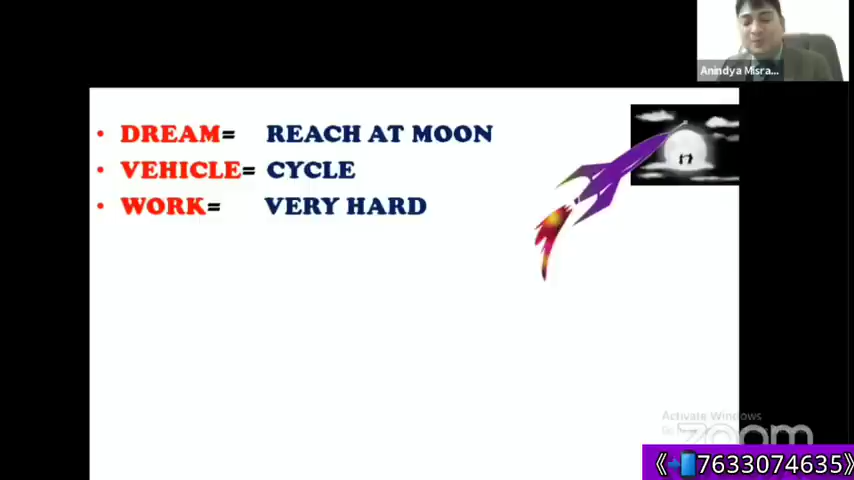 Anindya Misra...
• DREAM= REACH AT MOON
• VEHICLE= CYCLE
• WORK= VERY HARD
Activate Windows
zoom
《📲7633074635》